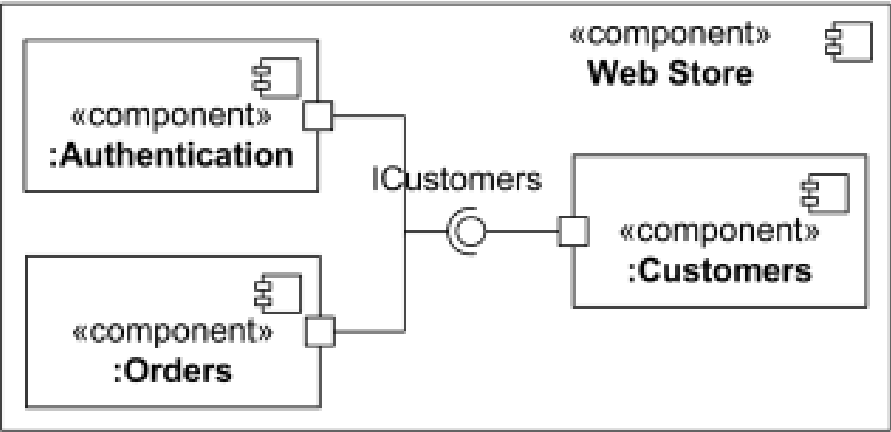 «component»
Web Store
«component»
:Authentication
ICustomers
«component»
:Customers
«component»
:Orders